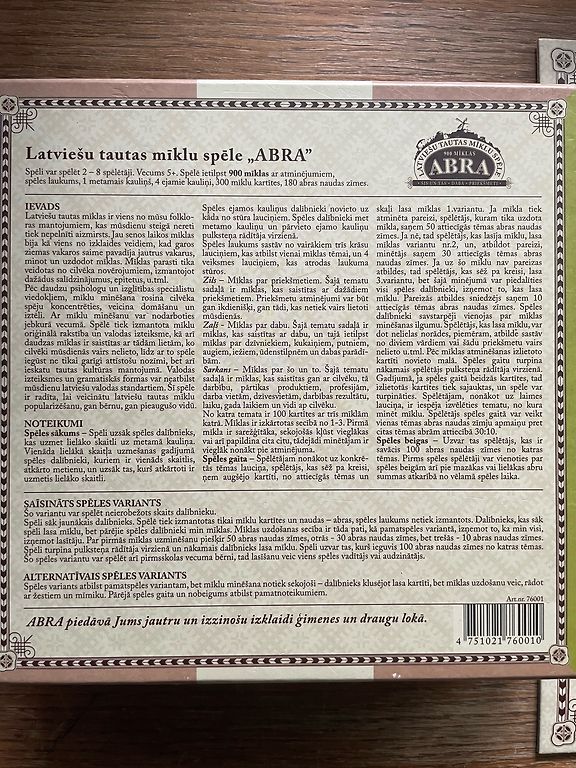 Latviešu tautas mīklu spēle „ABRA”
Spēli var spēlēt 2 – 8 spēlētāji. Vecums 5+. Spēlē ietilpst 900 mīklas ar atminējumiem,
spēles laukums, 1 metamais kauliņš, 4 ejamie kauliņi, 300 mīklu kartītes, 180 abras naudas zīmes.
LATVIEŠU TAUTAS MĪKLU SPĒLE
900 MĪKLAS
ABRA
ŠIS UN TAS · DABA · PRIEKŠMETI
IEVADS
Latviešu tautas mīklas ir viens no mūsu folklo-
ras mantojumiem, kas mūsdienu steigā nereti
tiek nepelnīti aizmirsts. Jau senos laikos mīklas
bija kā viens no izklaides veidiem, kad garos
ziemas vakaros saime pavadīja jautrus vakarus,
minot un uzdodot mīklas. Mīklas parasti tika
veidotas no cilvēka novērojumiem, izmantojot
dažādus salīdzinājumus, epitetus, u.tml.
Pēc daudzu psihologu un izglītības speciālistu
viedokļiem, mīklu minēšana rosina cilvēka
spēju koncentrēties, veicina domāšanu un
iztēli. Ar mīklu minēšanu var nodarboties
jebkurā vecumā. Spēlē tiek izmantota mīklu
oriģinālā rakstība un valodas izteiksme, kā arī
daudzas mīklas ir saistītas ar tādām lietām, ko
cilvēki mūsdienās vairs nelieto, līdz ar to spēle
iegūst ne tikai garīgi attīstošu nozīmi, bet arī
ieskatu tautas kultūras mantojumā. Valodas
izteiksmes un gramatiskās formas var neatbilst
mūsdienu latviešu valodas standartiem. Šī spēle
ir radīta, lai veicinātu latviešu tautas mīklu
popularizēšanu, gan bērnu, gan pieaugušo vidū.
NOTEIKUMI
Spēles sākums – Spēli uzsāk spēles dalībnieks,
kas uzmet lielāko skaitli uz metamā kauliņa.
Vienāda lielākā skaitļa uzmešanas gadījumā
spēles dalībnieki, kuriem ir vienāds skaitlis,
atkārto metienu, un uzsāk tas, kurš atkārtoti ir
uzmetis lielāko skaitli.
Spēles ejamos kauliņus dalībnieki novieto uz
kāda no stūra lauciņiem. Spēles dalībnieki met
metamo kauliņu un pārvieto ejamo kauliņu
pulksteņa rādītāja virzienā.
Spēles laukums sastāv no vairākiem trīs krāsu
lauciņiem, kas atbilst vienai mīklas tēmai, un 4
veiksmes lauciņiem, kas atrodas laukuma
stūros.
Zils – Mīklas par priekšmetiem. Šajā tematu
sadaļā ir mīklas, kas saistītas ar dažādiem
priekšmetiem. Priekšmetu atminējumi var būt
gan ikdienišķi, gan tādi, kas netiek vairs lietoti
mūsdienās.
Zaļš - Mīklas par dabu. Šajā tematu sadaļā ir
mīklas, kas saistītas ar dabu, un tajā ietilpst
mīklas par dzīvniekiem, kukaiņiem, putniem,
augiem, iežiem, ūdenstilpnēm un dabas parādī-
bām.
Sarkans – Mīklas par šo un to. Šajā tematu
sadaļā ir mīklas, kas saistītas gan ar cilvēku, tā
darbību, pārtikas produktiem, profesijām,
darba vietām, dzīvesvietām, darbības rezultātu,
laiku, gada laikiem un vidi ap cilvēku.
No katra temata ir 100 kartītes ar trīs mīklām
katrā. Mīklas ir izkārtotas secībā no 1-3. Pirmā
mīkla ir sarežģītāka, sekojošās kļūst vieglākas
vai arī papildina cita citu, tādejādi minētājam ir
vieglāk nonākt pie atminējuma.
Spēles gaita – Spēlētājam nonākot uz konkrē-
tās tēmas lauciņa, spēlētājs, kas sēž pa kreisi,
ņem augšējo kartīti, no attiecīgās tēmas un
skaļi lasa mīklu 1.variantu. Ja mīkla tiek
atminēta pareizi, spēlētājs, kuram tika uzdota
mīkla, saņem 50 attiecīgās tēmas abras naudas
zīmes. Ja nē, tad spēlētājs, kas lasīja mīklu, lasa
mīklas variantu nr.2, un, atbildot pareizi,
minētājs saņem 30 attiecīgās tēmas abras naudas
zīmes. Ja uz šo mīklu nav pareizas
atbildes, tad spēlētājs, kas sēž pa kreisi, lasa
3.variantu, bet šajā minējumā var piedalīties
visi spēles dalībnieki, izņemot to, kas lasa
mīklu. Pareizās atbildes sniedzējs saņem 10
attiecīgās tēmas abras naudas zīmes. Spēles
dalībnieki savstarpēji vienojas par mīklas
minēšanas ilgumu. Spēlētājs, kas lasa mīklu, var
dot nelielas norādes, piemēram, atbilde sastāv
no diviem vārdiem vai šādu priekšmetu vairs
nelieto u.tml. Pēc mīklas atminēšanas izlietoto
kartīti novieto malā. Spēles gaitu turpina
nākamais spēlētājs pulksteņa rādītāja virzienā.
Gadījumā, ja spēles gaitā beidzās kartītes, tad
izlietotās kartītes tiek sajauktas, un spēle var
turpināties. Spēlētājam, nonākot uz laimes
lauciņa, ir iespēja izvēlēties tematu, no kura
minēt mīklu. Spēlētājs spēles gaitā var veikt
vienas tēmas abras naudas zīmju apmaiņu pret
citas tēmas abrām attiecībā 30:10.
Spēles beigas – Uzvar tas spēlētājs, kas ir
savācis 100 abras naudas zīmes no katras
tēmas. Pirms spēles spēlētāji var vienoties par
spēles beigām arī pie mazākas vai lielākas abru
summas atkarībā no vēlamā spēles laika.
SAĪSINĀTS SPĒLES VARIANTS
Šo variantu var spēlēt neierobežots skaits dalībnieku.
Spēli sāk jaunākais dalībnieks. Spēlē tiek izmantotas tikai mīklu kartītes un naudas – abras, spēles laukums netiek izmantots. Dalībnieks, kas sāk
spēli lasa mīklu, bet pārējie spēles dalībnieki min mīklas. Mīklas uzdošanas secība ir tāda pati, kā pamatspēles variantā, izņemot to, ka min visi,
izņemot lasītāju. Par pirmās mīklas uzminēšanu piešķir 50 abras naudas zīmes, otrās - 30 abras naudas zīmes, bet trešās - 10 abras naudas zīmes.
Spēli turpina pulksteņa rādītāja virzienā un nākamais dalībnieks lasa mīklu. Spēli uzvar tas, kurš ieguvis 100 abras naudas zīmes no katras tēmas.
Šo spēles variantu var spēlēt arī pirmsskolas vecuma bērni, tad lasīšanu veic viens spēles vadītājs vai audzinātājs.
ALTERNATĪVAIS SPĒLES VARIANTS
Spēles variants atbilst pamatspēles variantam, bet mīklu minēšana notiek sekojoši – dalībnieks klusējot lasa kartīti, bet mīklas uzdošanu veic, rādot
ar žestiem un mīmiku. Pārējā spēles gaita un nobeigums atbilst pamatnoteikumiem.
Art.nr. 76001
ABRA piedāvā Jums jautru un izzinošu izklaidi ģimenes un draugu lokā.
4 751021 760010